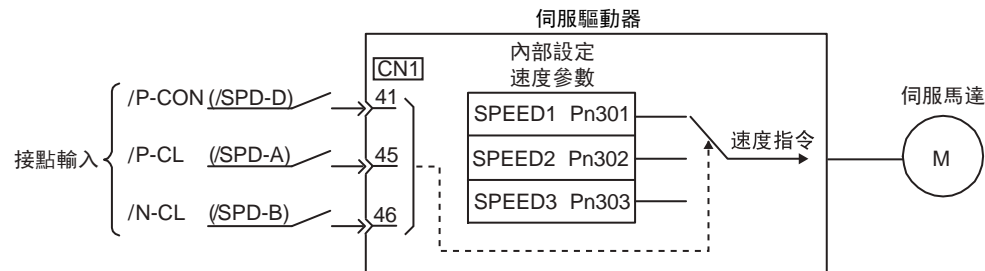 伺服驅動器
內部設定
速度參數
CN1
/P-CON (/SPD-D) 41
/P-CL (/SPD-A) 45
/N-CL (/SPD-B) 46
接點輸入
SPEED1 Pn301
SPEED2 Pn302
SPEED3 Pn303
速度指令
伺服馬達
M